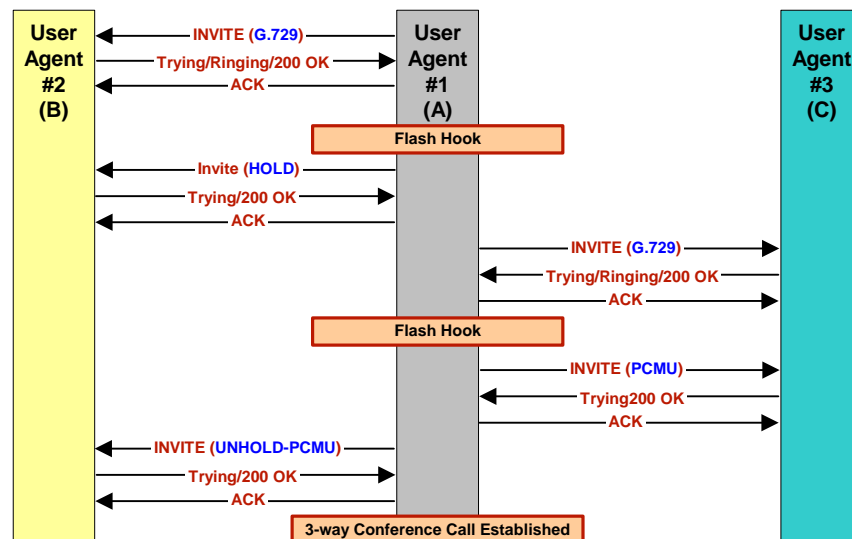 User
Agent
#2
(B)
User
Agent
#1
(A)
User
Agent
#3
(C)
INVITE (G.729)
Trying/Ringing/200 OK
ACK
Flash Hook
Invite (HOLD)
Trying/200 OK
ACK
INVITE (G.729)
Trying/Ringing/200 OK
ACK
Flash Hook
INVITE (PCMU)
Trying200 OK
ACK
INVITE (UNHOLD-PCMU)
Trying/200 OK
ACK
3-way Conference Call Established